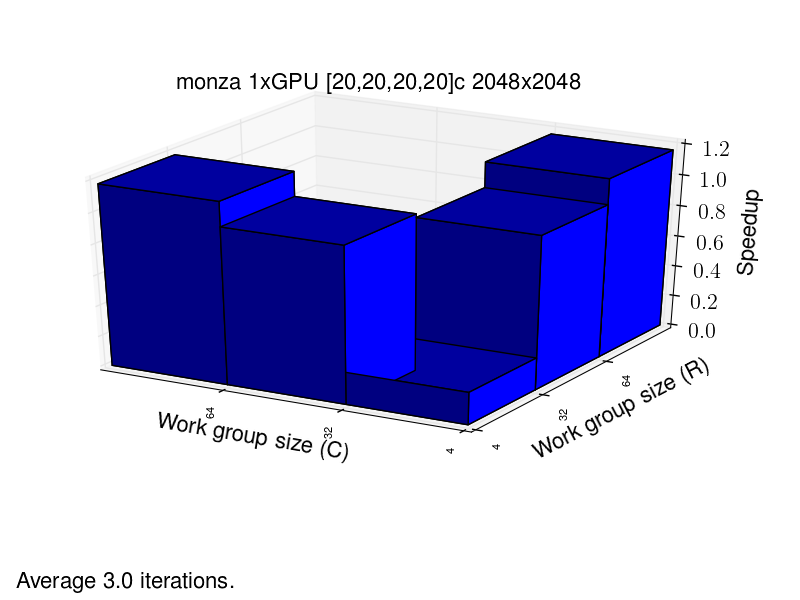 monza 1xGPU [20,20,20,20]c 2048x2048
1.2
1.0
0.8
0.6
0.4
0.2
0.0
Speedup
64
32
4
Work group size (C)
4
32
64
Work group size (R)
Average 3.0 iterations.